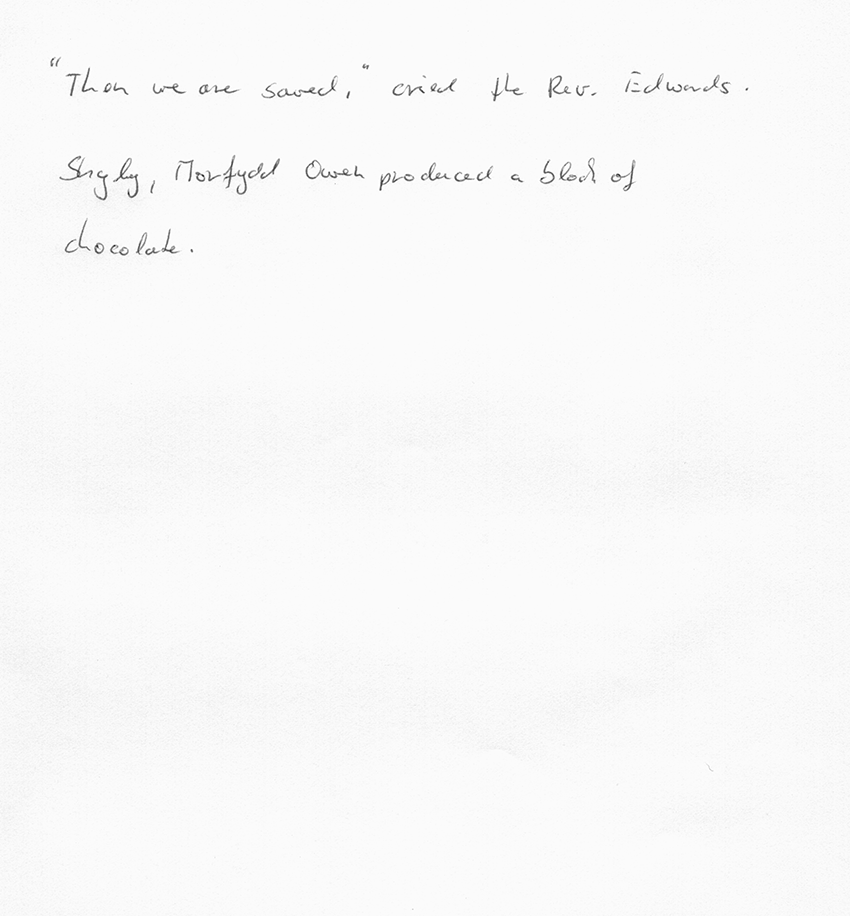 "Then we are saved," cried the Rev. Edwards.
Shyly, Morfydd Owen produced a block of
chocolate.